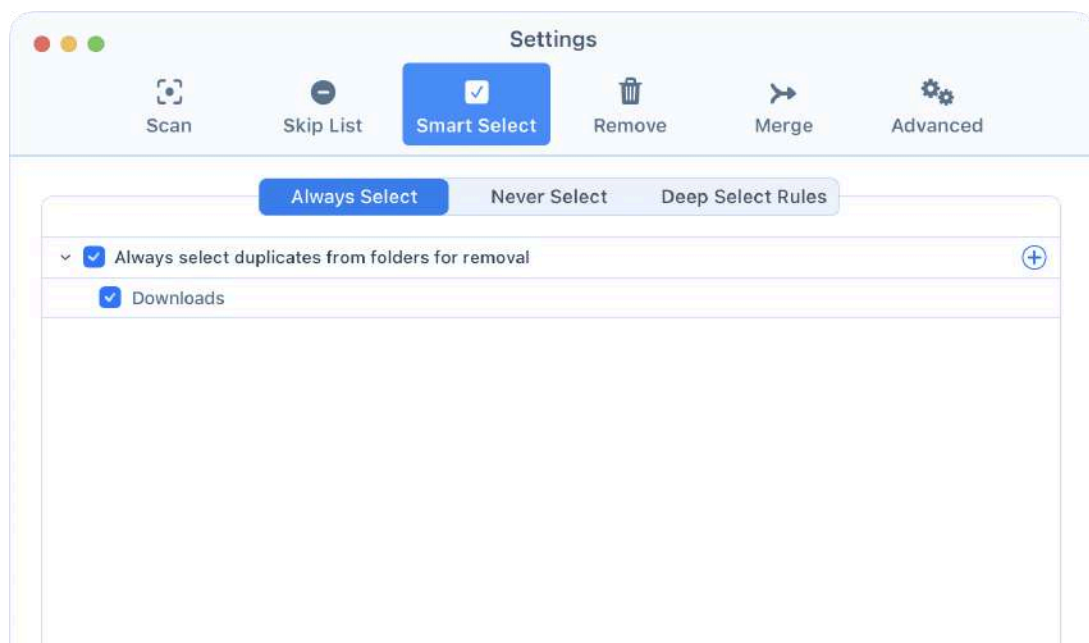 Settings
Scan Skip List Smart Select Remove Merge Advanced
Always Select Never Select Deep Select Rules
Always select duplicates from folders for removal
Downloads